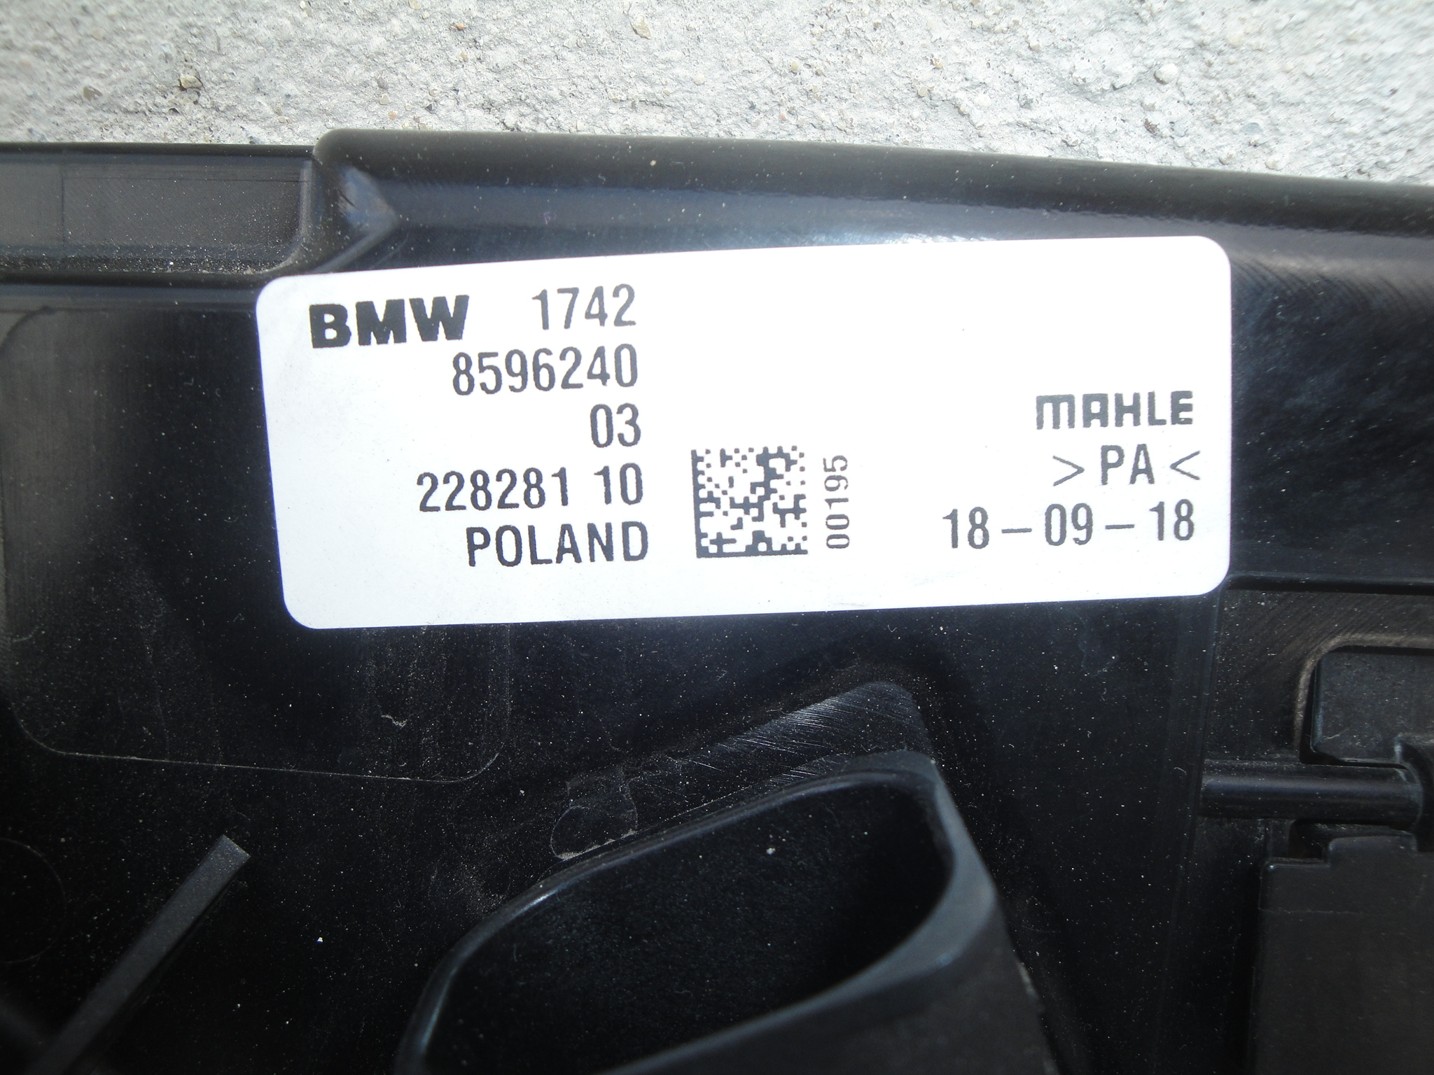 BMW 1742
8596240
03
228281 10
POLAND
00195
MAHLE
>PA<
18-09-18